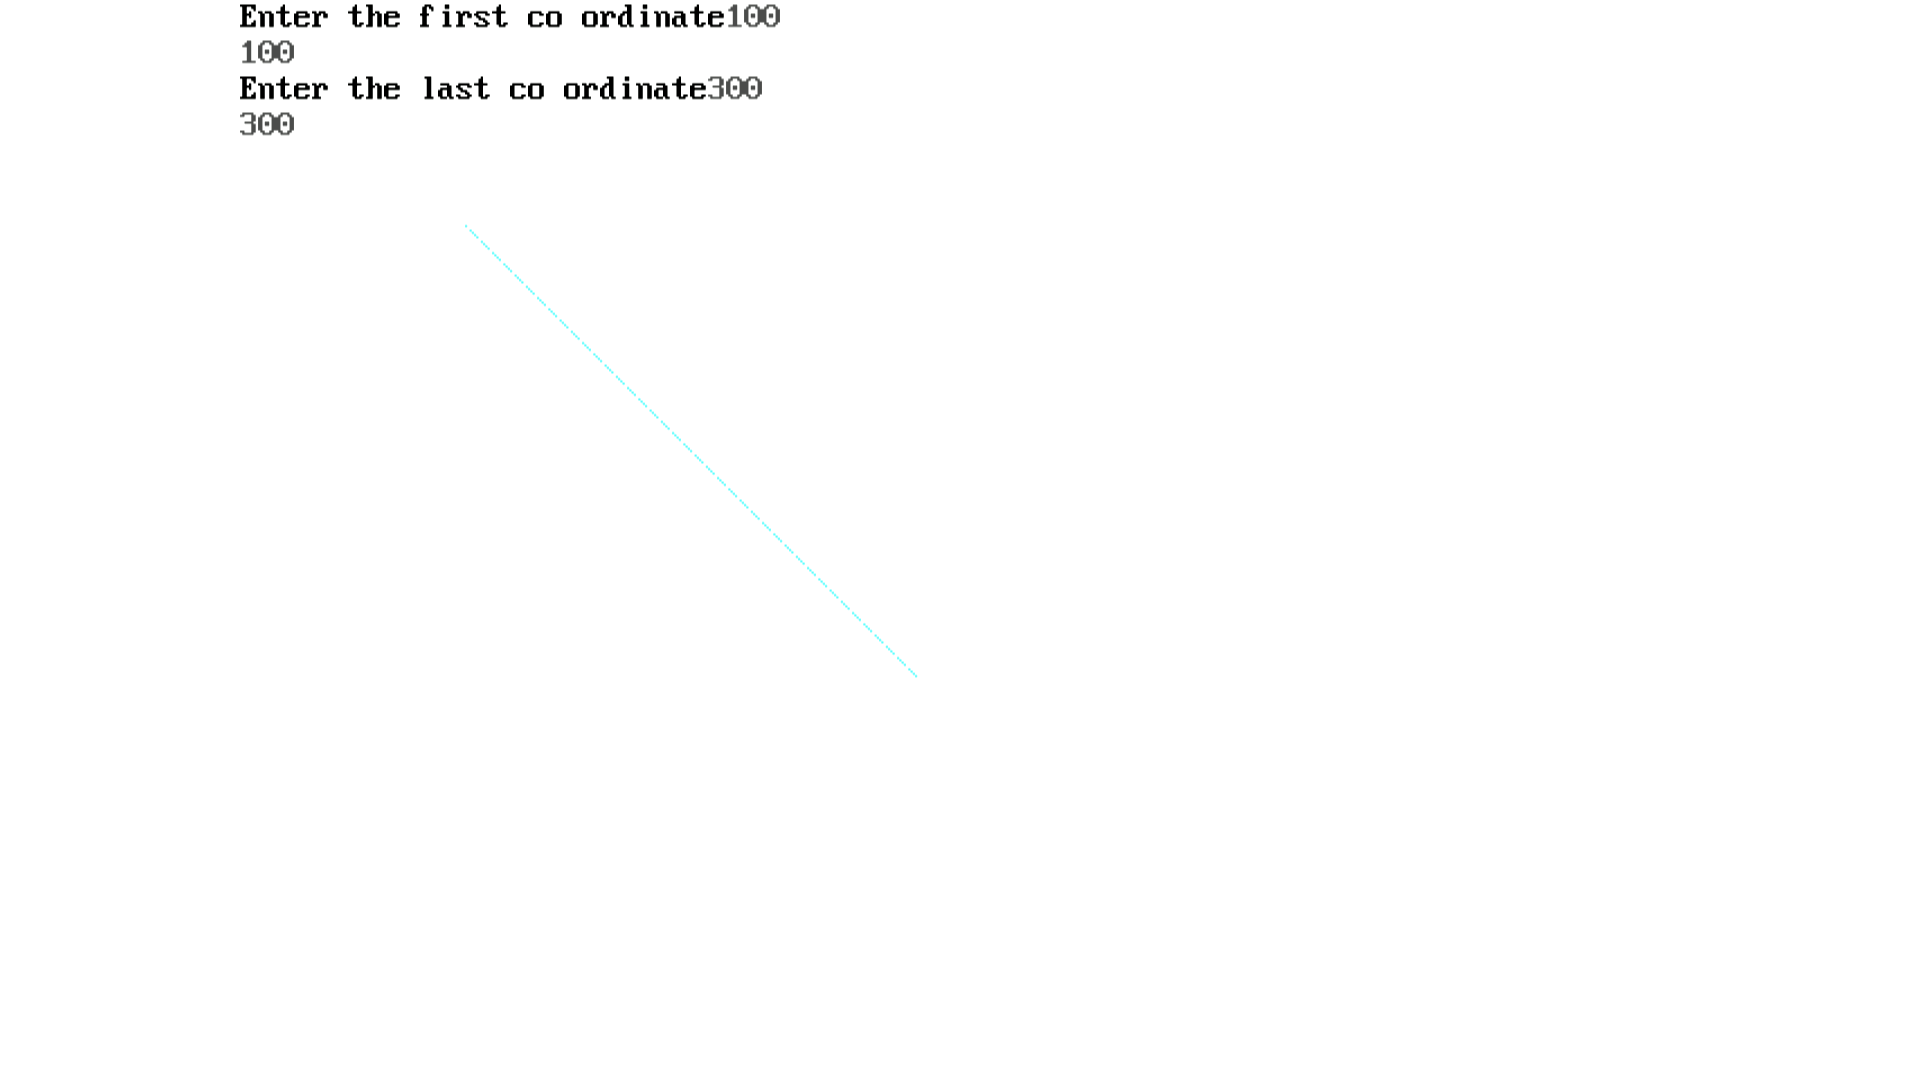 Enter the first co ordinate100
100
Enter the last co ordinate300
300